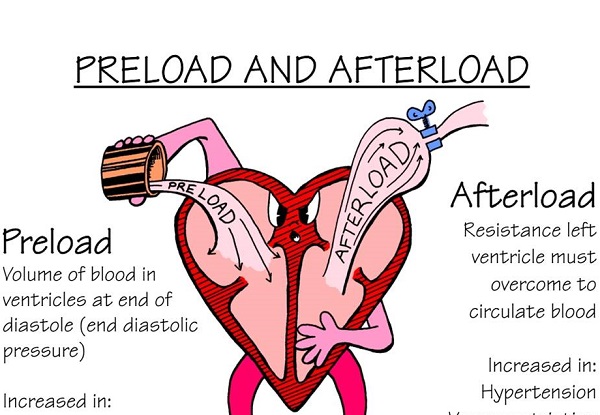 PRELOAD AND AFTERLOAD
PRELOAD
AFTERLOAD
Preload
Volume of blood in
ventricles at end of
diastole (end diastolic
pressure)
Increased in:
Afterload
Resistance left
ventricle must
overcome to
circulate blood
Increased in:
Hypertension